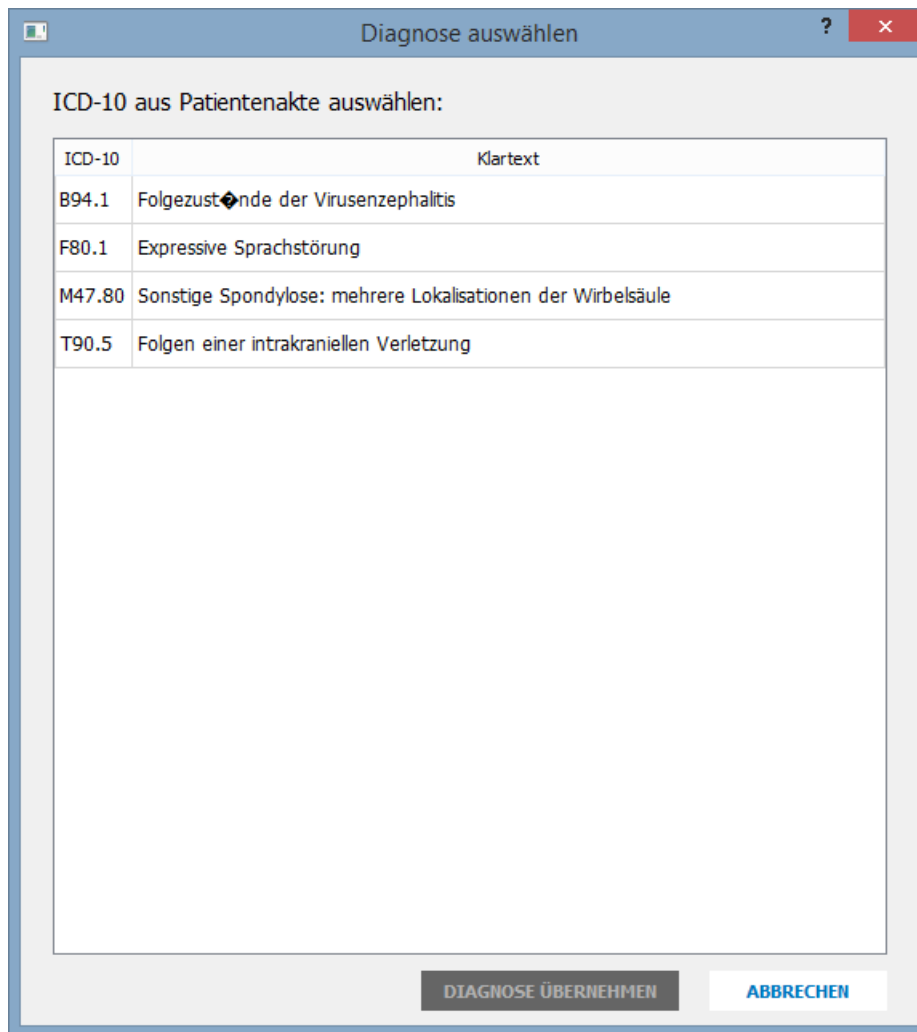 Diagnose auswählen
?
ICD-10 aus Patientenakte auswählen:
ICD-10 Klartext
B94.1 Folgezust�nde der Virusenzephalitis
F80.1 Expressive Sprachstörung
M47.80 Sonstige Spondylose: mehrere Lokalisationen der Wirbelsäule
T90.5 Folgen einer intrakraniellen Verletzung
DIAGNOSE ÜBERNEHMEN ABBRECHEN